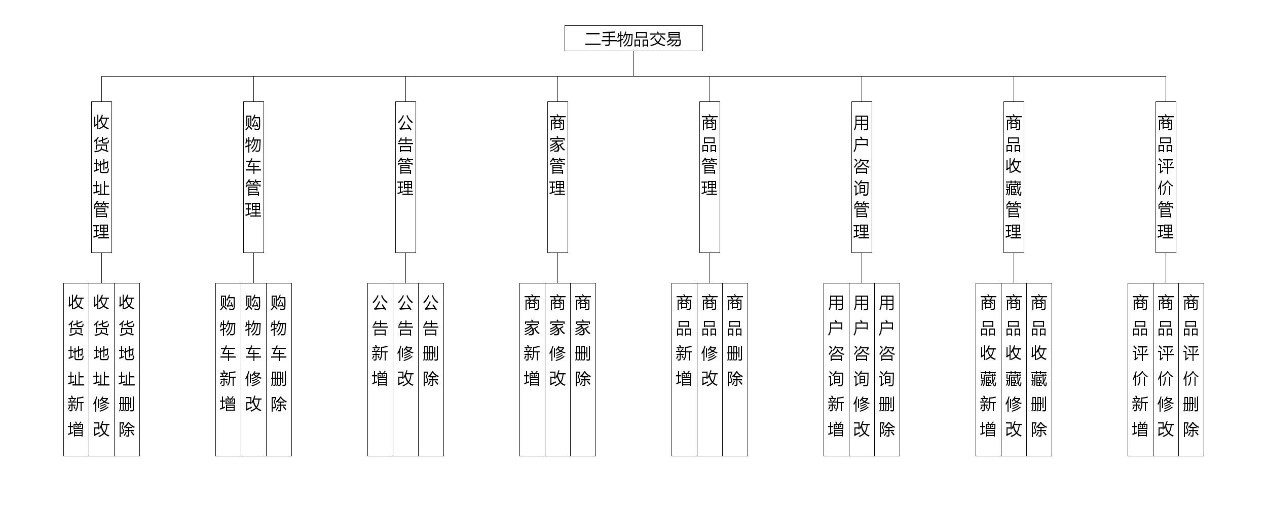 二手物品交易
收货地址管理
购物车管理
公告管理
商家管理
商品管理
用户咨询管理
商品收藏管理
商品评价管理
收货地址新增
收货地址修改
收货地址删除
购物车新增
购物车修改
购物车删除
公告新增
公告修改
公告删除
商家新增
商家修改
商家删除
商品新增
商品修改
商品删除
用户咨询新增
用户咨询修改
用户咨询删除
商品收藏新增
商品收藏修改
商品收藏删除
商品评价新增
商品评价修改
商品评价删除